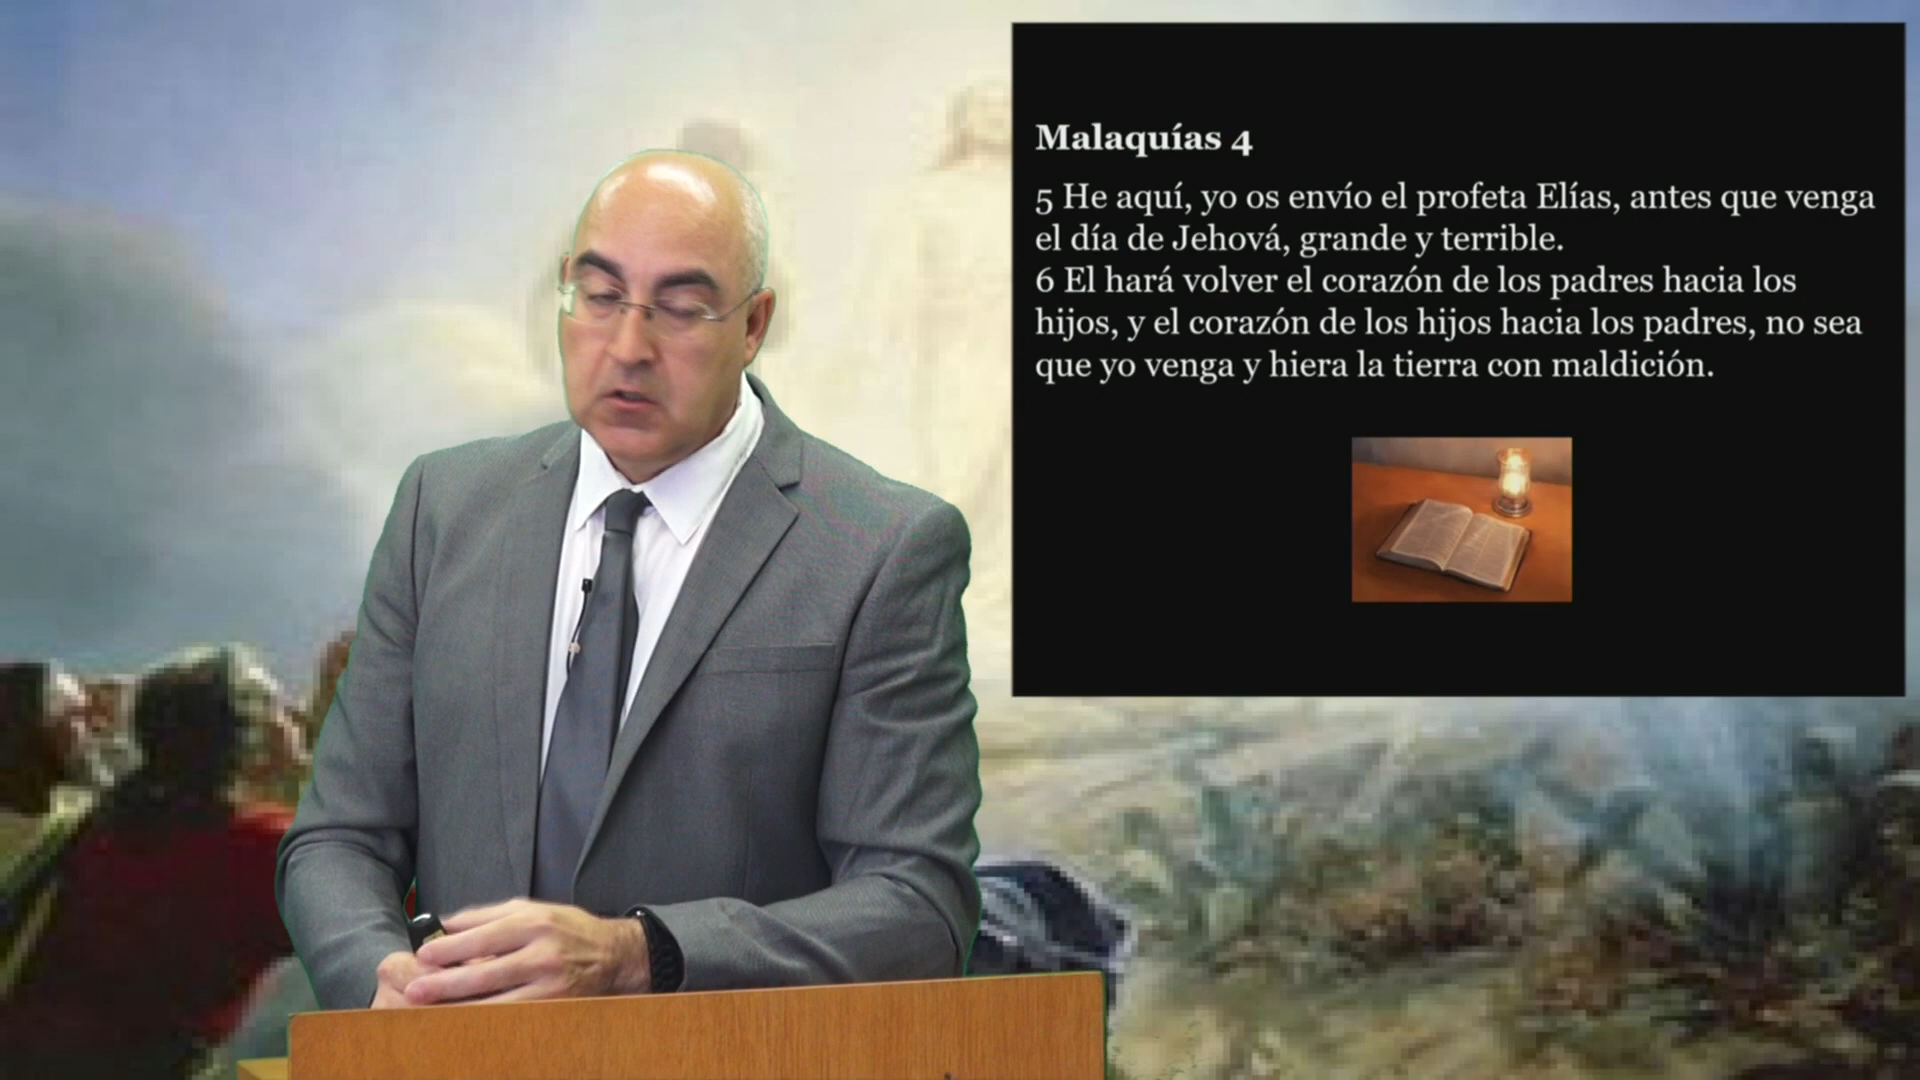 Malaquías 4
5 He aquí, yo os envío el profeta Elías, antes que venga
el día de Jehová, grande y terrible.
6 El hará volver el corazón de los padres hacia los
hijos, y el corazón de los hijos hacia los padres, no sea
que yo venga y hiera la tierra con maldición.